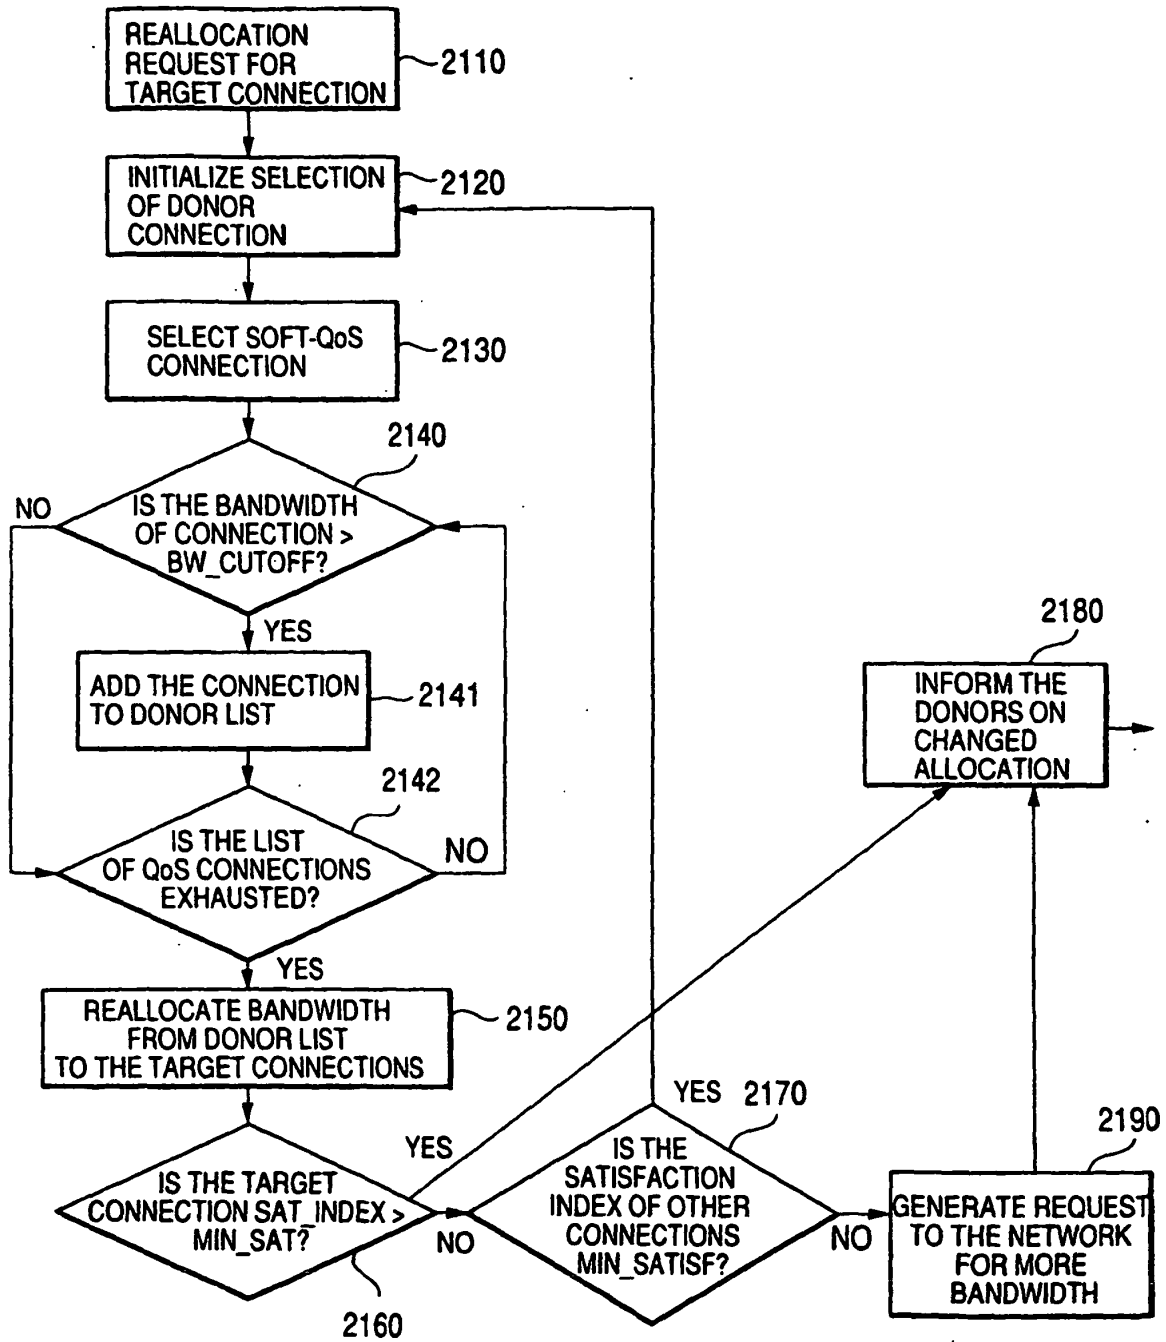 REALLOCATION
REQUEST FOR
TARGET CONNECTION
2110
INITIALIZE SELECTION
OF DONOR
CONNECTION
2120
SELECT SOFT-QoS
CONNECTION
2130
2140
IS THE BANDWIDTH
OF CONNECTION >
BW_CUTOFF?
NO
YES
ADD THE CONNECTION
TO DONOR LIST
2141
2142
IS THE LIST
OF QoS CONNECTIONS
EXHAUSTED?
NO
YES
REALLOCATE BANDWIDTH
FROM DONOR LIST
TO THE TARGET CONNECTIONS
2150
IS THE TARGET
CONNECTION SAT_INDEX >
MIN_SAT?
YES
NO
2160
YES
2170
IS THE
SATISFACTION
INDEX OF OTHER
CONNECTIONS
MIN_SATISF?
NO
2180
INFORM THE
DONORS ON
CHANGED
ALLOCATION
2190
GENERATE REQUEST
TO THE NETWORK
FOR MORE
BANDWIDTH